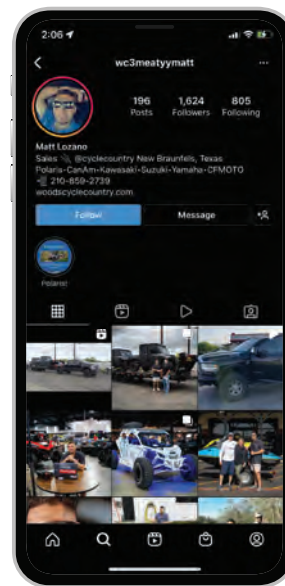 2:06
wc3meatyymatt
196 1,624 805
Posts Followers Following
Matt Lozano
Sales @cyclecountry New Braunfels, Texas
Polaris-CanAm-Kawasaki-Suzuki-Yamaha-CFMOTO
210-859-2739
woodscyclecountry.com
Follow Message
Polaris!